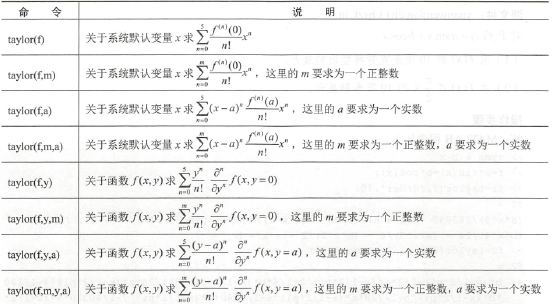 命 令 说 明
taylor(f) 关于系统默认变量 x 求 $\sum_{n=0}^{5}\frac{f^{(n)}(0)}{n!}x^n$
taylor(f,m) 关于系统默认变量 x 求 $\sum_{n=0}^{m}\frac{f^{(n)}(0)}{n!}x^n$，这里的 m 要求为一个正整数
taylor(f,a) 关于系统默认变量 x 求 $\sum_{n=0}^{5}(x-a)^n\frac{f^{(n)}(a)}{n!}x^n$，这里的 a 要求为一个实数
taylor(f,m,a) 关于系统默认变量 x 求 $\sum_{n=0}^{m}(x-a)^n\frac{f^{(n)}(a)}{n!}x^n$，这里的 m 要求为一个正整数，a 要求为一个实数
taylor(f,y) 关于函数 f(x,y) 求 $\sum_{n=0}^{5}\frac{y^n}{n!}\frac{\partial^n}{\partial y^n}f(x,y=0)$
taylor(f,y,m) 关于函数 f(x,y) 求 $\sum_{n=0}^{m}\frac{y^n}{n!}\frac{\partial^n}{\partial y^n}f(x,y=0)$，这里的 m 要求为一个正整数
taylor(f,y,a) 关于函数 f(x,y) 求 $\sum_{n=0}^{5}\frac{(y-a)^n}{n!}\frac{\partial^n}{\partial y^n}f(x,y=a)$，这里的 a 要求为一个实数
taylor(f,m,y,a) 关于函数 f(x,y) 求 $\sum_{n=0}^{m}\frac{(y-a)^n}{n!}\frac{\partial^n}{\partial y^n}f(x,y=a)$，这里的 m 要求为一个正整数，a 要求为一个实数